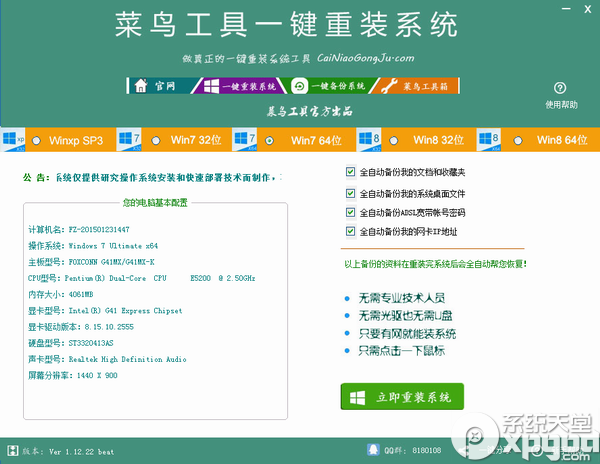 菜鸟工具一键重装系统
做真正的一键重装系统工具 CaiNiaoGongJu.com
官网 一键重装系统 一键备份系统 菜鸟工具箱
使用帮助
菜鸟工具官方出品
xp Winxp SP3 7 Win7 32位 7 Win7 64位 8 Win8 32位 8 Win8 64位
公 告: 系统仅提供研究操作系统安装和快速部署技术而制作,
您的电脑基本配置
计算机名: FZ-201501231447
操作系统: Windows 7 Ultimate x64
主板型号: FOXCONN G41MX/G41MX-K
CPU型号: Pentium(R) Dual-Core CPU E5200 @ 2.50GHz
内存大小: 4061MB
显卡型号: Intel(R) G41 Express Chipset
显卡驱动版本: 8.15.10.2555
硬盘型号: ST3320413AS
声卡型号: Realtek High Definition Audio
屏幕分辨率: 1440 X 900
全自动备份我的文档和收藏夹
全自动备份我的系统桌面文件
全自动备份ADSL宽带帐号密码
全自动备份我的网卡IP地址
以上备份的资料在重装完系统后会全自动帮您恢复!
无需专业技术人员
无需光驱也无需U盘
只要有网就能装系统
只需点击一下鼠标
立即重装系统
系统天堂
版本: Ver 1.12.22 beat
QQ群: 8180108